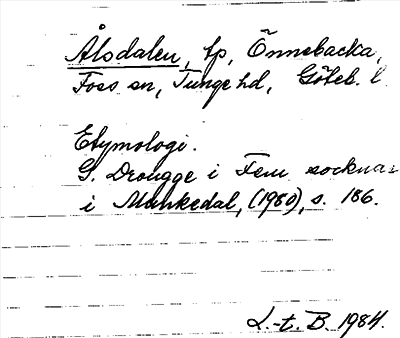 Ålsdalen, tp, Önnebacka,
Foss sn, Tunge hd, Göteb. l
Etymologi.
G. Drougge i Fem socknar
i Munkedal, (1980), s. 186.
L.-t. B. 1984.